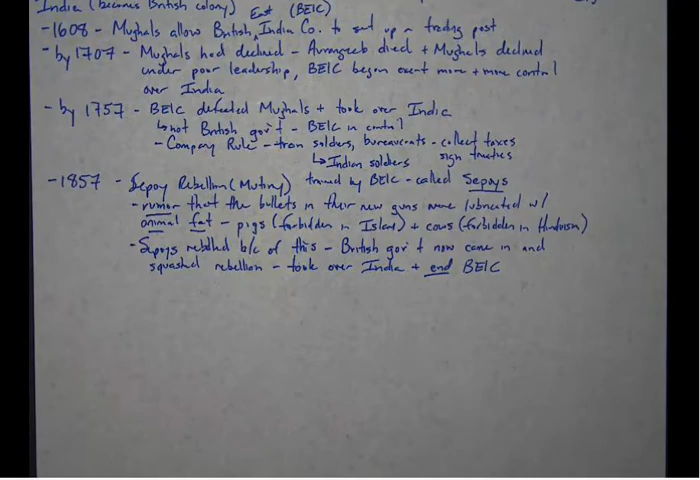 India (becomes British colony) East (BEIC)
-1608 - Mughals allow British India Co. to set up a trading post
- by 1707 - Mughals had declined - Aurangzeb died + Mughals declined
under poor leadership, BEIC began exert more + more control
over India
- by 1757 - BEIC defeated Mughals + took over India
↳ not British gov't - BEIC in control
- Company Rule - train soldiers, bureaucrats - collect taxes
↳ Indian soldiers sign treaties
-1857 - Sepoy Rebellion (Mutiny) trained by BEIC - called Sepoys
- rumor that the bullets in their new guns were lubricated w/
animal fat - pigs (forbidden in Islam) + cows (forbidden in Hinduism)
- Sepoys rebelled b/c of this - British gov't now came in and
squashed rebellion - took over India + end BEIC